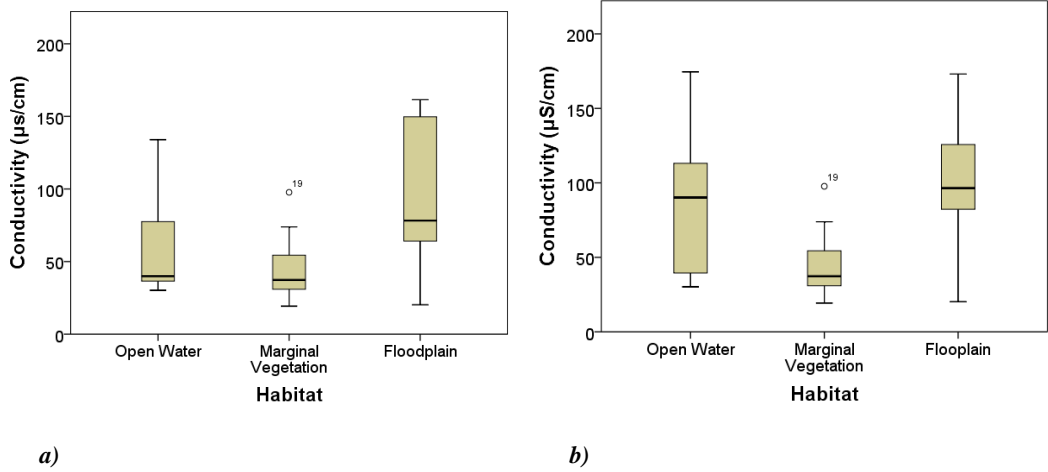 Conductivity (µs/cm)
200
150
100
50
0
19
Open Water
Marginal
Vegetation
Floodplain
Habitat
a)
Conductivity (µS/cm)
200
150
100
50
0
19
Open Water
Marginal
Vegetation
Flooplain
Habitat
b)